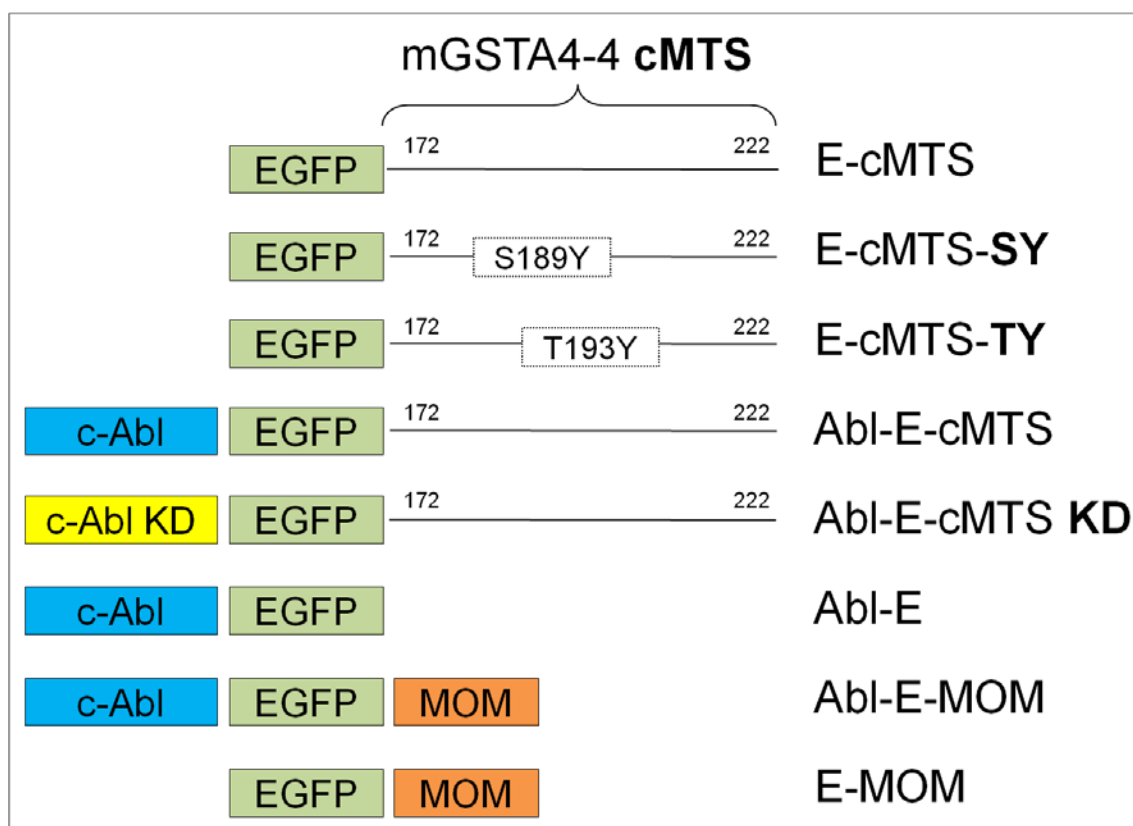 mGSTA4-4 cMTS
EGFP 172 222 E-cMTS
EGFP 172 S189Y 222 E-cMTS-SY
EGFP 172 T193Y 222 E-cMTS-TY
c-Abl EGFP 172 222 Abl-E-cMTS
c-Abl KD EGFP 172 222 Abl-E-cMTS KD
c-Abl EGFP Abl-E
c-Abl EGFP MOM Abl-E-MOM
EGFP MOM E-MOM